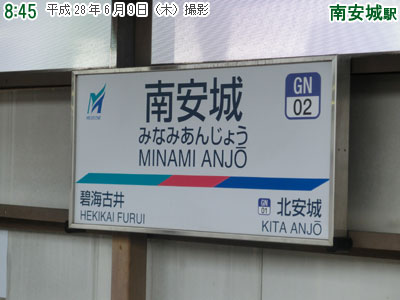 8:45 平成28年6月9日（木）撮影 南安城駅
南安城
GN
02
みなみあんじょう
MINAMI ANJŌ
碧海古井
HEKIKAI FURUI
GN
01
北安城
KITA ANJŌ